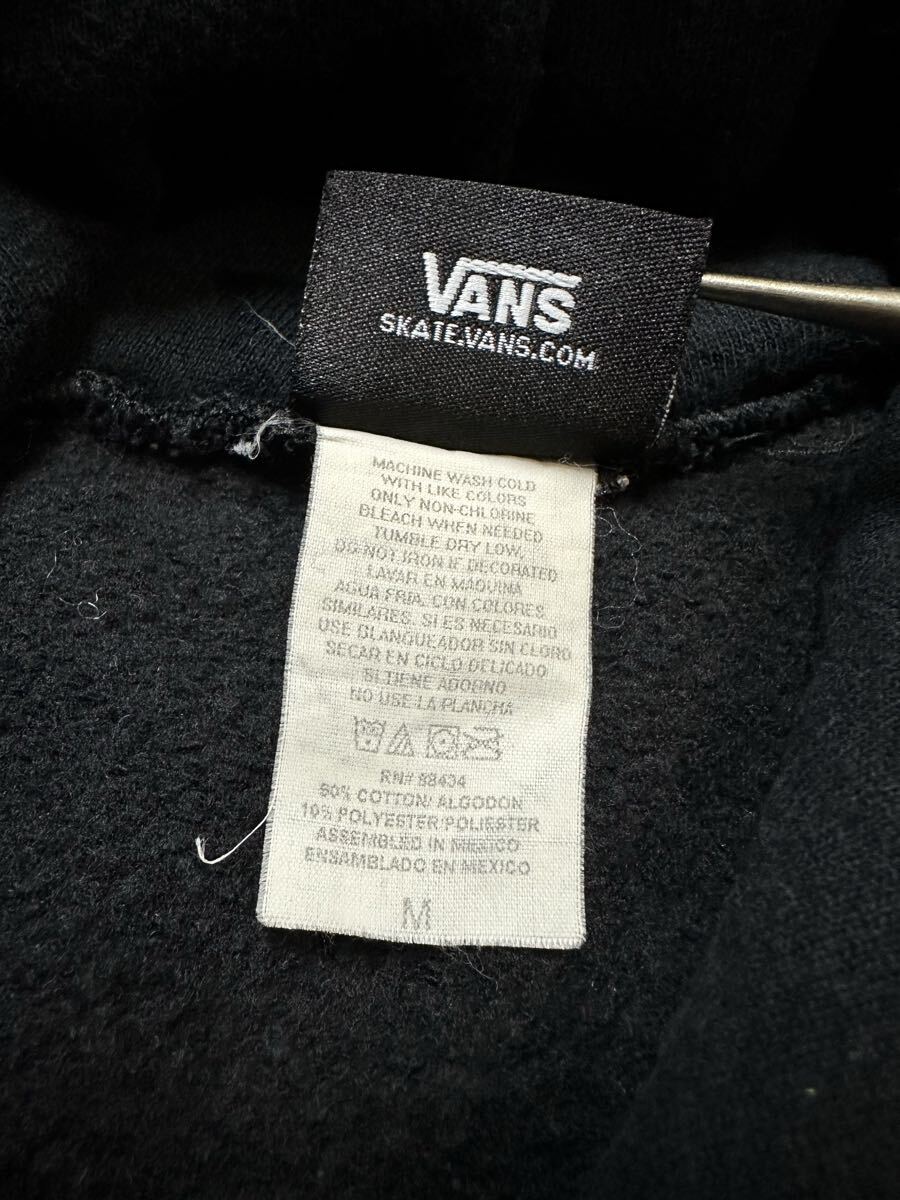 VANS
SKATE.VANS.COM
MACHINE WASH COLD
WITH LIKE COLORS
ONLY NON-CHLORINE
BLEACH WHEN NEEDED
TUMBLE DRY LOW,
DO NOT IRON IF DECORATED
LAVAR EN MAQUINA
AGUA FRIA, CON COLORES
SIMILARES, SI ES NECESARIO
USE BLANQUEADOR SIN CLORO
SECAR EN CICLO DELICADO
SI TIENE ADORNO
NO USE LA PLANCHA
RN# 88434
90% COTTON/ ALGODON
10% POLYESTER/POLIESTER
ASSEMBLED IN MEXICO
ENSAMBLADO EN MEXICO
M